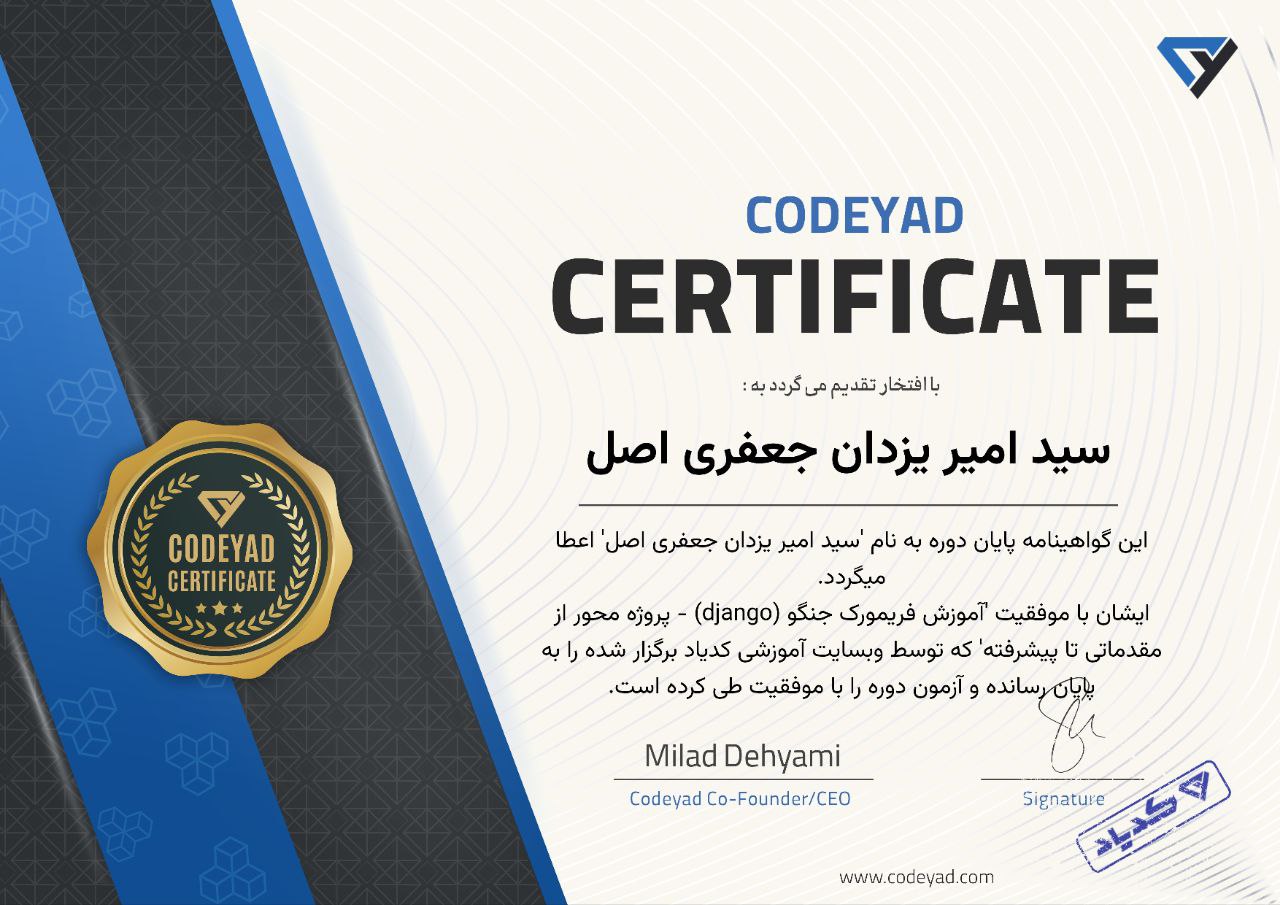 CODEYAD
CERTIFICATE
با افتخار تقدیم می گردد به :
سید امیر یزدان جعفری اصل
این گواهینامه پایان دوره به نام 'سید امیر یزدان جعفری اصل' اعطا
میگردد.
ایشان با موفقیت 'آموزش فریمورک جنگو (django) - پروژه محور از
مقدماتی تا پیشرفته' که توسط وبسایت آموزشی کدیاد برگزار شده را به
پایان رسانده و آزمون دوره را با موفقیت طی کرده است.
CODEYAD
CERTIFICATE
Milad Dehyami
Codeyad Co-Founder/CEO
Signature
کدیاد
www.codeyad.com